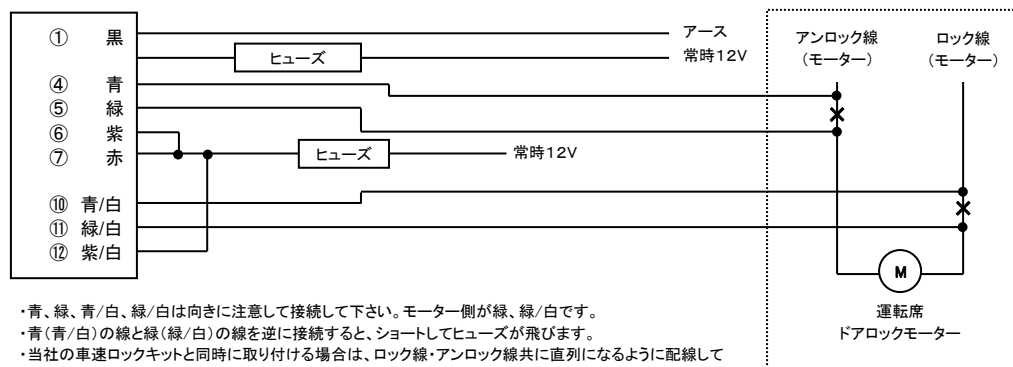 ① 黒
アース
ヒューズ
常時12V
④ 青
⑤ 緑
⑥ 紫
⑦ 赤
ヒューズ
常時12V
⑩ 青/白
⑪ 緑/白
⑫ 紫/白
アンロック線
(モーター)
ロック線
(モーター)
M
運転席
ドアロックモーター
・青、緑、青/白、緑/白は向きに注意して接続して下さい。モーター側が緑、緑/白です。
・青(青/白)の線と緑(緑/白)の線を逆に接続すると、ショートしてヒューズが飛びます。
・当社の車速ロックキットと同時に取り付ける場合は、ロック線・アンロック線共に直列になるように配線して